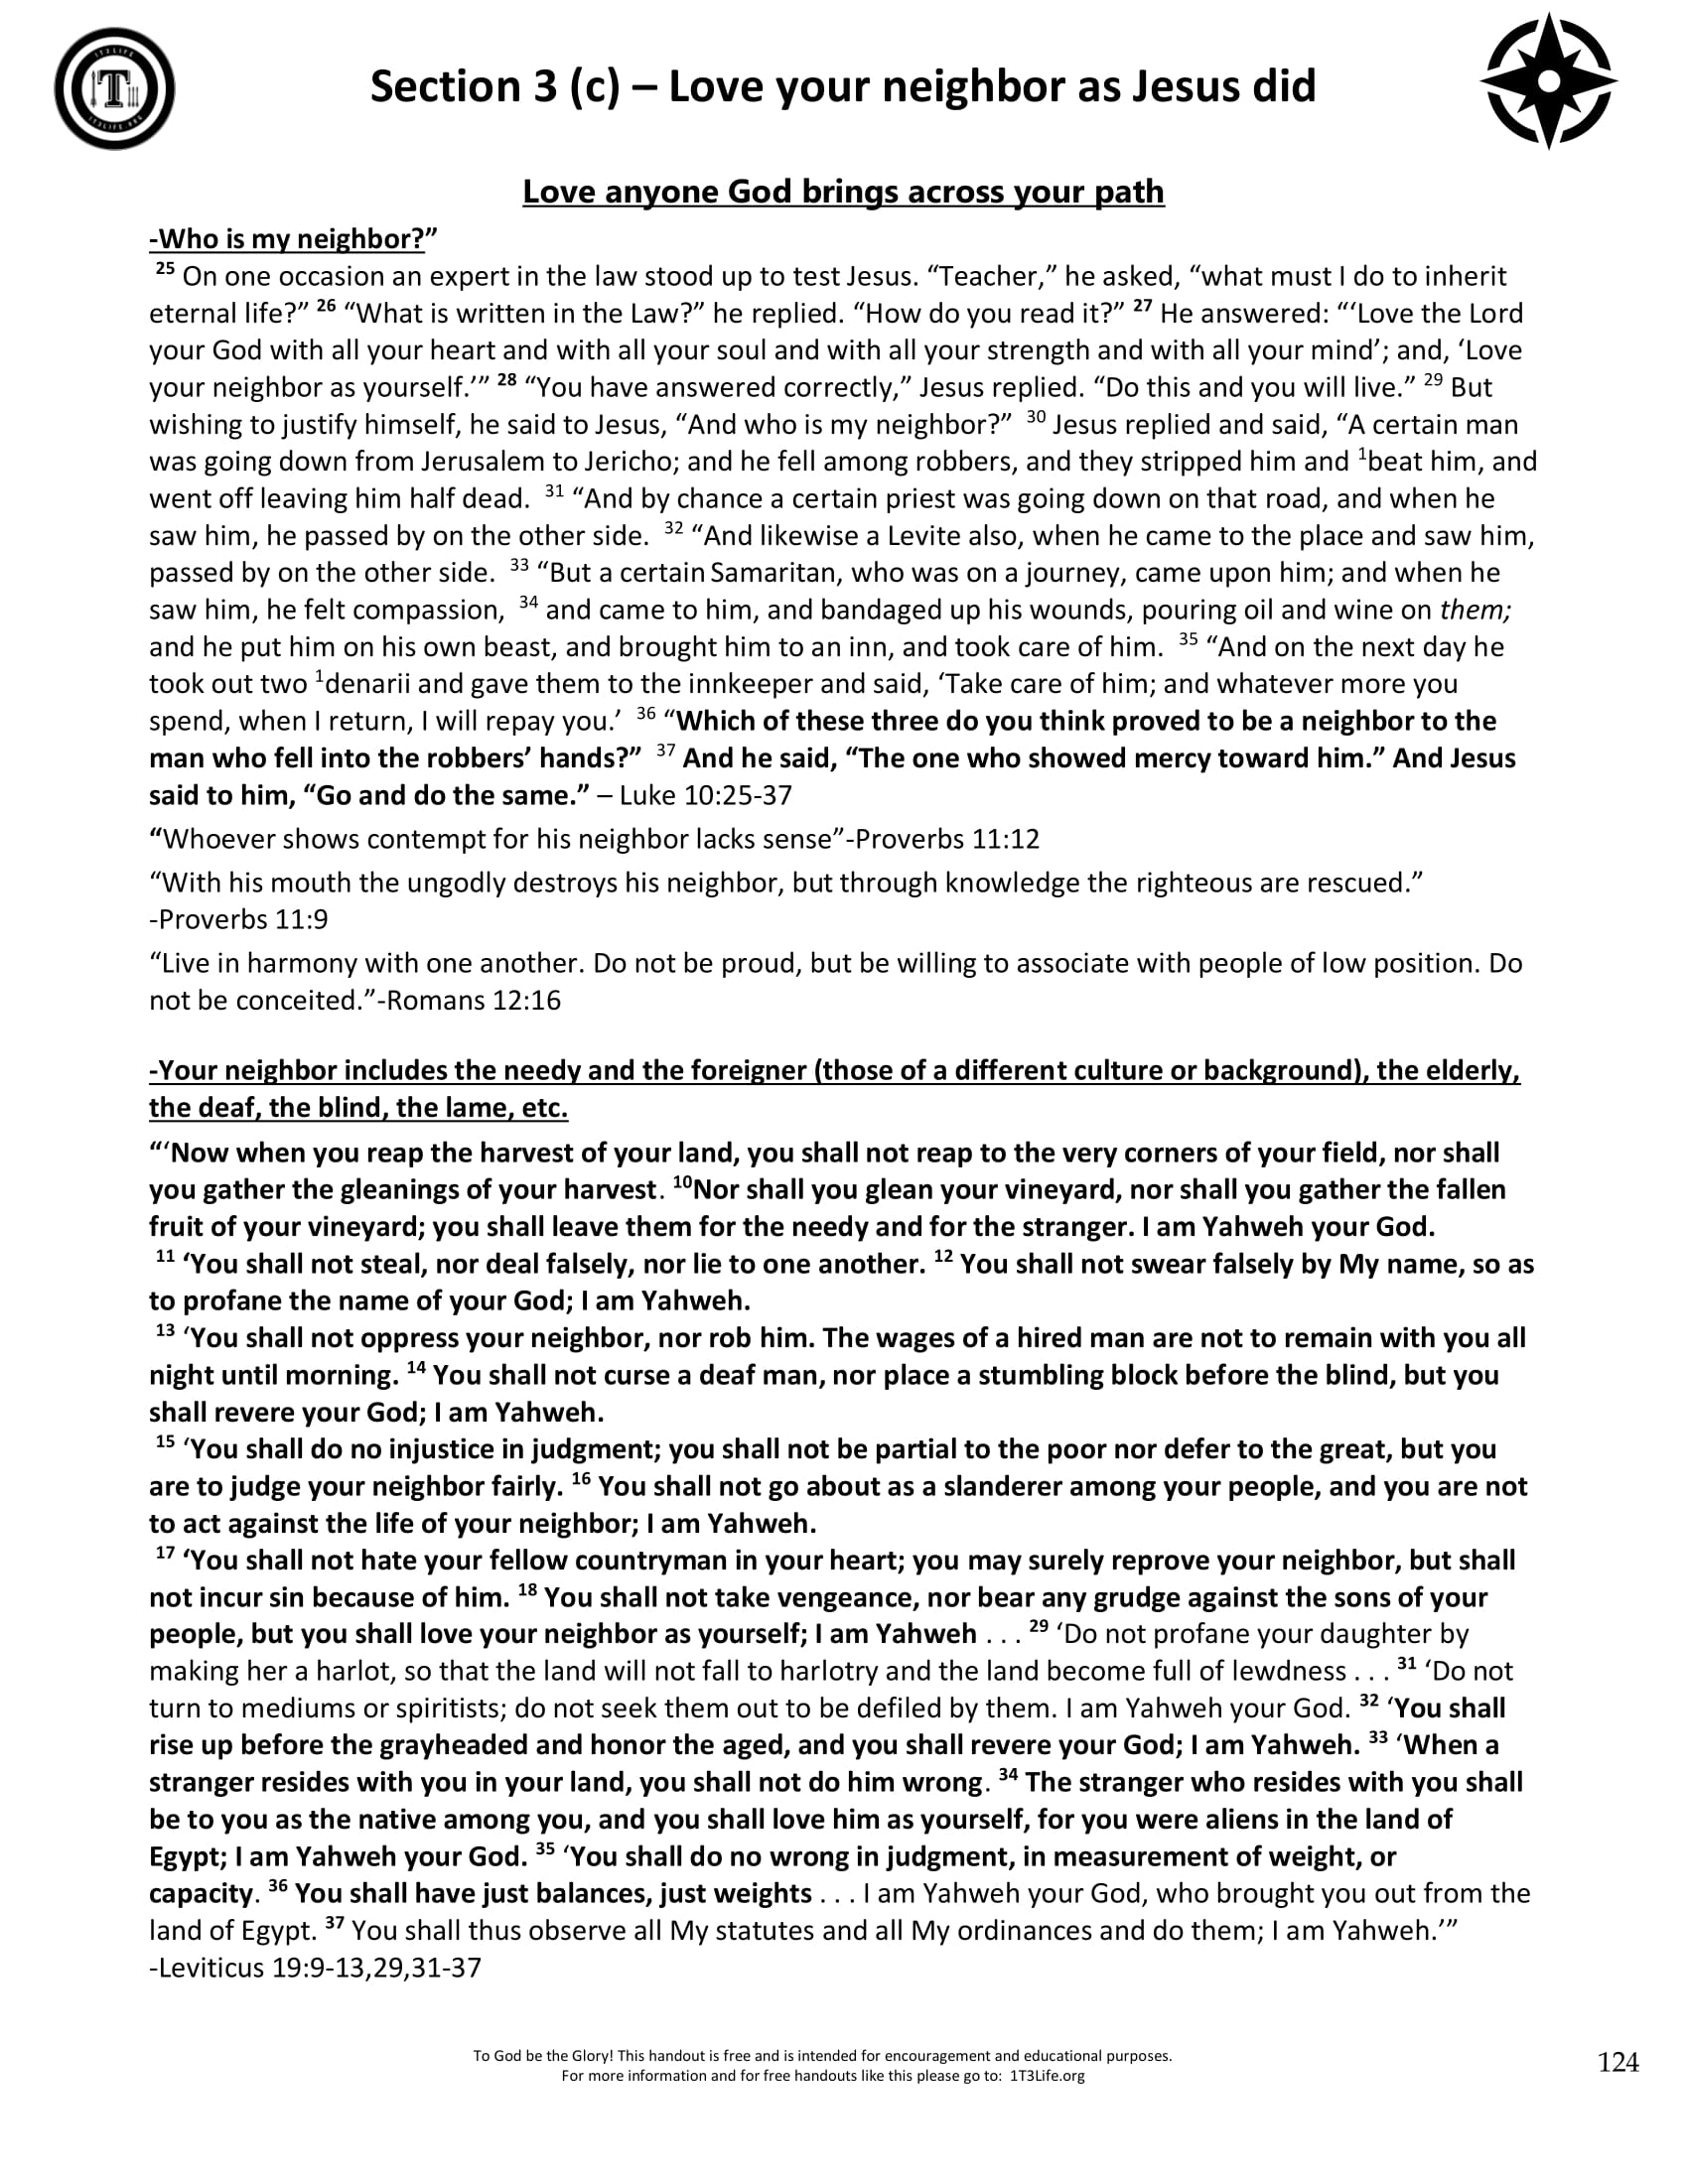 1T3LIFE
T
1T3LIFE.ORG
Section 3 (c) – Love your neighbor as Jesus did
Love anyone God brings across your path
-Who is my neighbor?”
25 On one occasion an expert in the law stood up to test Jesus. “Teacher,” he asked, “what must I do to inherit
eternal life?” 26 “What is written in the Law?” he replied. “How do you read it?” 27 He answered: “‘Love the Lord
your God with all your heart and with all your soul and with all your strength and with all your mind’; and, ‘Love
your neighbor as yourself.’” 28 “You have answered correctly,” Jesus replied. “Do this and you will live.” 29 But
wishing to justify himself, he said to Jesus, “And who is my neighbor?” 30 Jesus replied and said, “A certain man
was going down from Jerusalem to Jericho; and he fell among robbers, and they stripped him and 1beat him, and
went off leaving him half dead. 31 “And by chance a certain priest was going down on that road, and when he
saw him, he passed by on the other side. 32 “And likewise a Levite also, when he came to the place and saw him,
passed by on the other side. 33 “But a certain Samaritan, who was on a journey, came upon him; and when he
saw him, he felt compassion, 34 and came to him, and bandaged up his wounds, pouring oil and wine on them;
and he put him on his own beast, and brought him to an inn, and took care of him. 35 “And on the next day he
took out two 1denarii and gave them to the innkeeper and said, ‘Take care of him; and whatever more you
spend, when I return, I will repay you.’ 36 “Which of these three do you think proved to be a neighbor to the
man who fell into the robbers’ hands?” 37 And he said, “The one who showed mercy toward him.” And Jesus
said to him, “Go and do the same.” – Luke 10:25-37
“Whoever shows contempt for his neighbor lacks sense”-Proverbs 11:12
“With his mouth the ungodly destroys his neighbor, but through knowledge the righteous are rescued.”
-Proverbs 11:9
“Live in harmony with one another. Do not be proud, but be willing to associate with people of low position. Do
not be conceited.”-Romans 12:16
-Your neighbor includes the needy and the foreigner (those of a different culture or background), the elderly,
the deaf, the blind, the lame, etc.
“‘Now when you reap the harvest of your land, you shall not reap to the very corners of your field, nor shall
you gather the gleanings of your harvest. 10Nor shall you glean your vineyard, nor shall you gather the fallen
fruit of your vineyard; you shall leave them for the needy and for the stranger. I am Yahweh your God.
11 ‘You shall not steal, nor deal falsely, nor lie to one another. 12 You shall not swear falsely by My name, so as
to profane the name of your God; I am Yahweh.
13 ‘You shall not oppress your neighbor, nor rob him. The wages of a hired man are not to remain with you all
night until morning. 14 You shall not curse a deaf man, nor place a stumbling block before the blind, but you
shall revere your God; I am Yahweh.
15 ‘You shall do no injustice in judgment; you shall not be partial to the poor nor defer to the great, but you
are to judge your neighbor fairly. 16 You shall not go about as a slanderer among your people, and you are not
to act against the life of your neighbor; I am Yahweh.
17 ‘You shall not hate your fellow countryman in your heart; you may surely reprove your neighbor, but shall
not incur sin because of him. 18 You shall not take vengeance, nor bear any grudge against the sons of your
people, but you shall love your neighbor as yourself; I am Yahweh . . . 29 ‘Do not profane your daughter by
making her a harlot, so that the land will not fall to harlotry and the land become full of lewdness . . . 31 ‘Do not
turn to mediums or spiritists; do not seek them out to be defiled by them. I am Yahweh your God. 32 ‘You shall
rise up before the grayheaded and honor the aged, and you shall revere your God; I am Yahweh. 33 ‘When a
stranger resides with you in your land, you shall not do him wrong. 34 The stranger who resides with you shall
be to you as the native among you, and you shall love him as yourself, for you were aliens in the land of
Egypt; I am Yahweh your God. 35 ‘You shall do no wrong in judgment, in measurement of weight, or
capacity. 36 You shall have just balances, just weights . . . I am Yahweh your God, who brought you out from the
land of Egypt. 37 You shall thus observe all My statutes and all My ordinances and do them; I am Yahweh.’”
-Leviticus 19:9-13,29,31-37
To God be the Glory! This handout is free and is intended for encouragement and educational purposes.
For more information and for free handouts like this please go to: 1T3Life.org
124